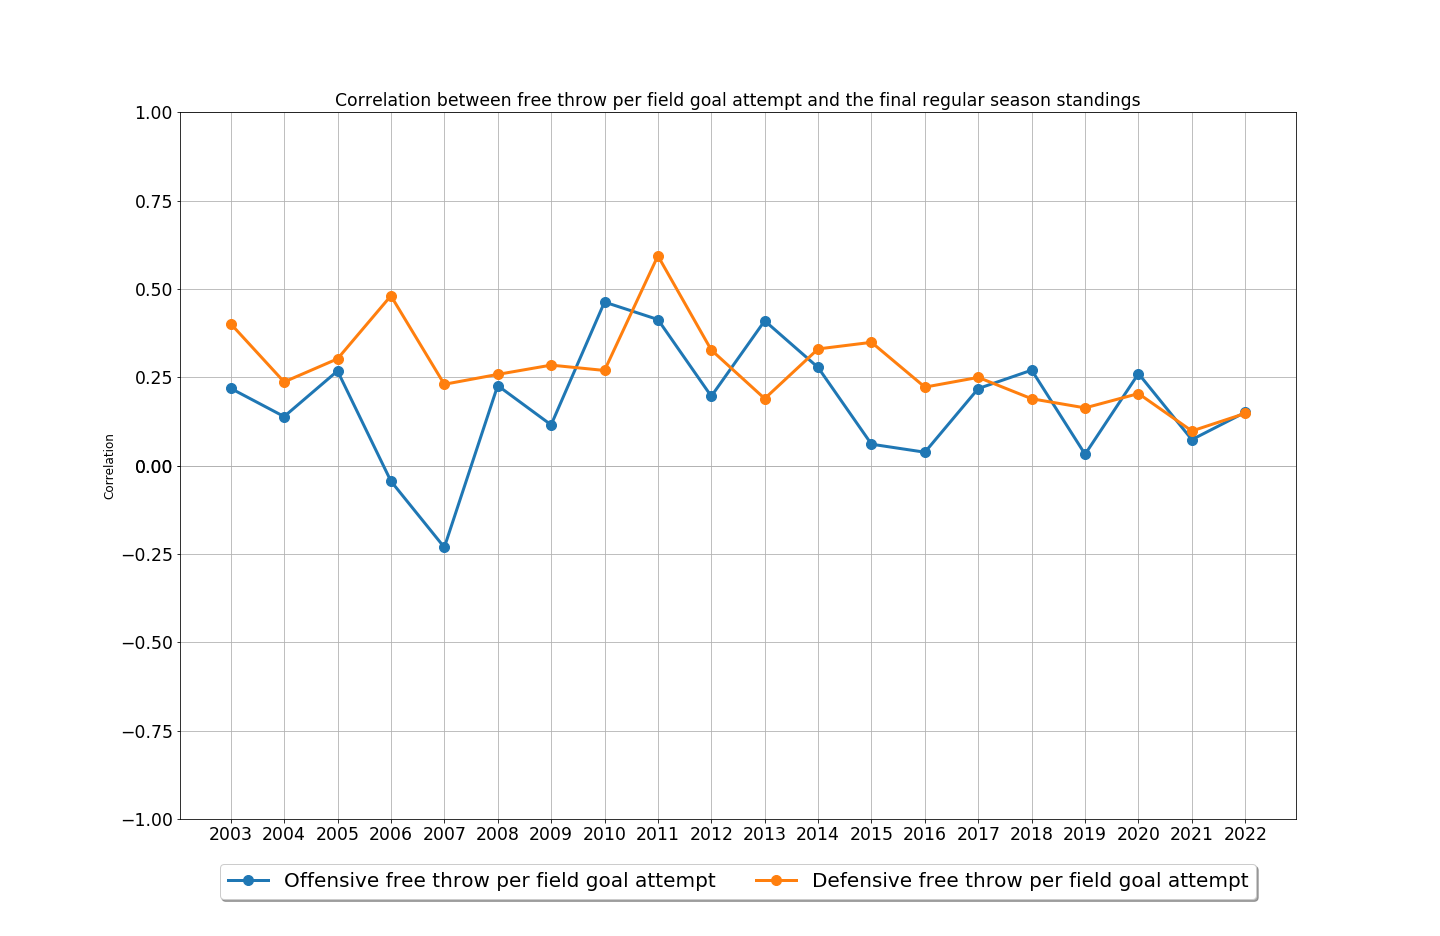 Correlation between free throw per field goal attempt and the final regular season standings
1.00
0.75
0.50
0.25
0.00
−0.25
−0.50
−0.75
−1.00
Correlation
2003 2004 2005 2006 2007 2008 2009 2010 2011 2012 2013 2014 2015 2016 2017 2018 2019 2020 2021 2022
Offensive free throw per field goal attempt Defensive free throw per field goal attempt